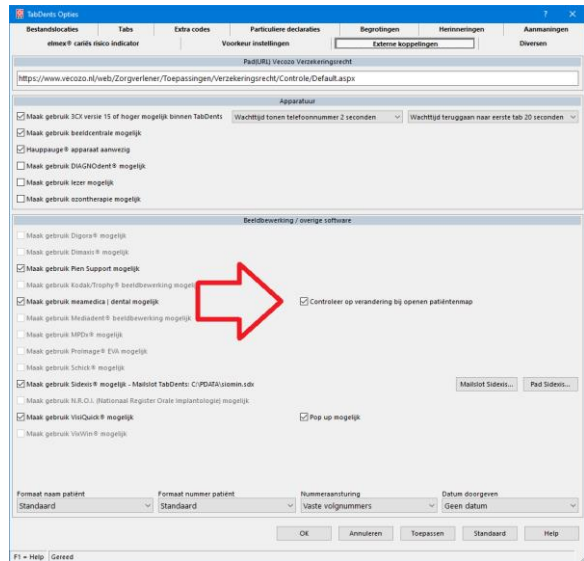 TabDents Opties
Bestandslocaties Tabs Extra codes Particuliere declaraties Begrotingen Herinneringen Aanmaningen
elmex® cariës risico indicator Voorkeur instellingen Externe koppelingen Diversen
Pad(URL) Vecozo Verzekeringsrecht
https://www.vecozo.nl/web/Zorgverlener/Toepassingen/Verzekeringsrecht/Controle/Default.aspx
Apparatuur
Maak gebruik 3CX versie 15 of hoger mogelijk binnen TabDents Wachttijd tonen telefoonnummer 2 seconden Wachttijd teruggaan naar eerste tab 20 seconden
Maak gebruik beeldcentrale mogelijk
Hauppauge® apparaat aanwezig
Maak gebruik DIAGNOdent® mogelijk
Maak gebruik lezer mogelijk
Maak gebruik ozontherapie mogelijk
Beeldbewerking / overige software
Maak gebruik Digora® mogelijk
Maak gebruik Dimaxis® mogelijk
Maak gebruik Pien Support mogelijk
Maak gebruik Kodak/Trophy® beeldbewerking mogelijk
Maak gebruik meamedica | dental mogelijk Controleer op verandering bij openen patiëntenmap
Maak gebruik Mediadent® beeldbewerking mogelijk
Maak gebruik MPDx® mogelijk
Maak gebruik ProImage® EVA mogelijk
Maak gebruik Schick® mogelijk
Maak gebruik Sidexis® mogelijk - Mailslot TabDents: C:\PDATA\siomin.sdx Mailslot Sidexis... Pad Sidexis...
Maak gebruik N.R.O.I. (Nationaal Register Orale Implantologie) mogelijk
Maak gebruik VisiQuick® mogelijk Pop up mogelijk
Maak gebruik VixWin® mogelijk
Formaat naam patiënt Formaat nummer patiënt Nummeraansturing Datum doorgeven
Standaard Standaard Vaste volgnummers Geen datum
OK Annuleren Toepassen Standaard Help
F1 = Help Gereed